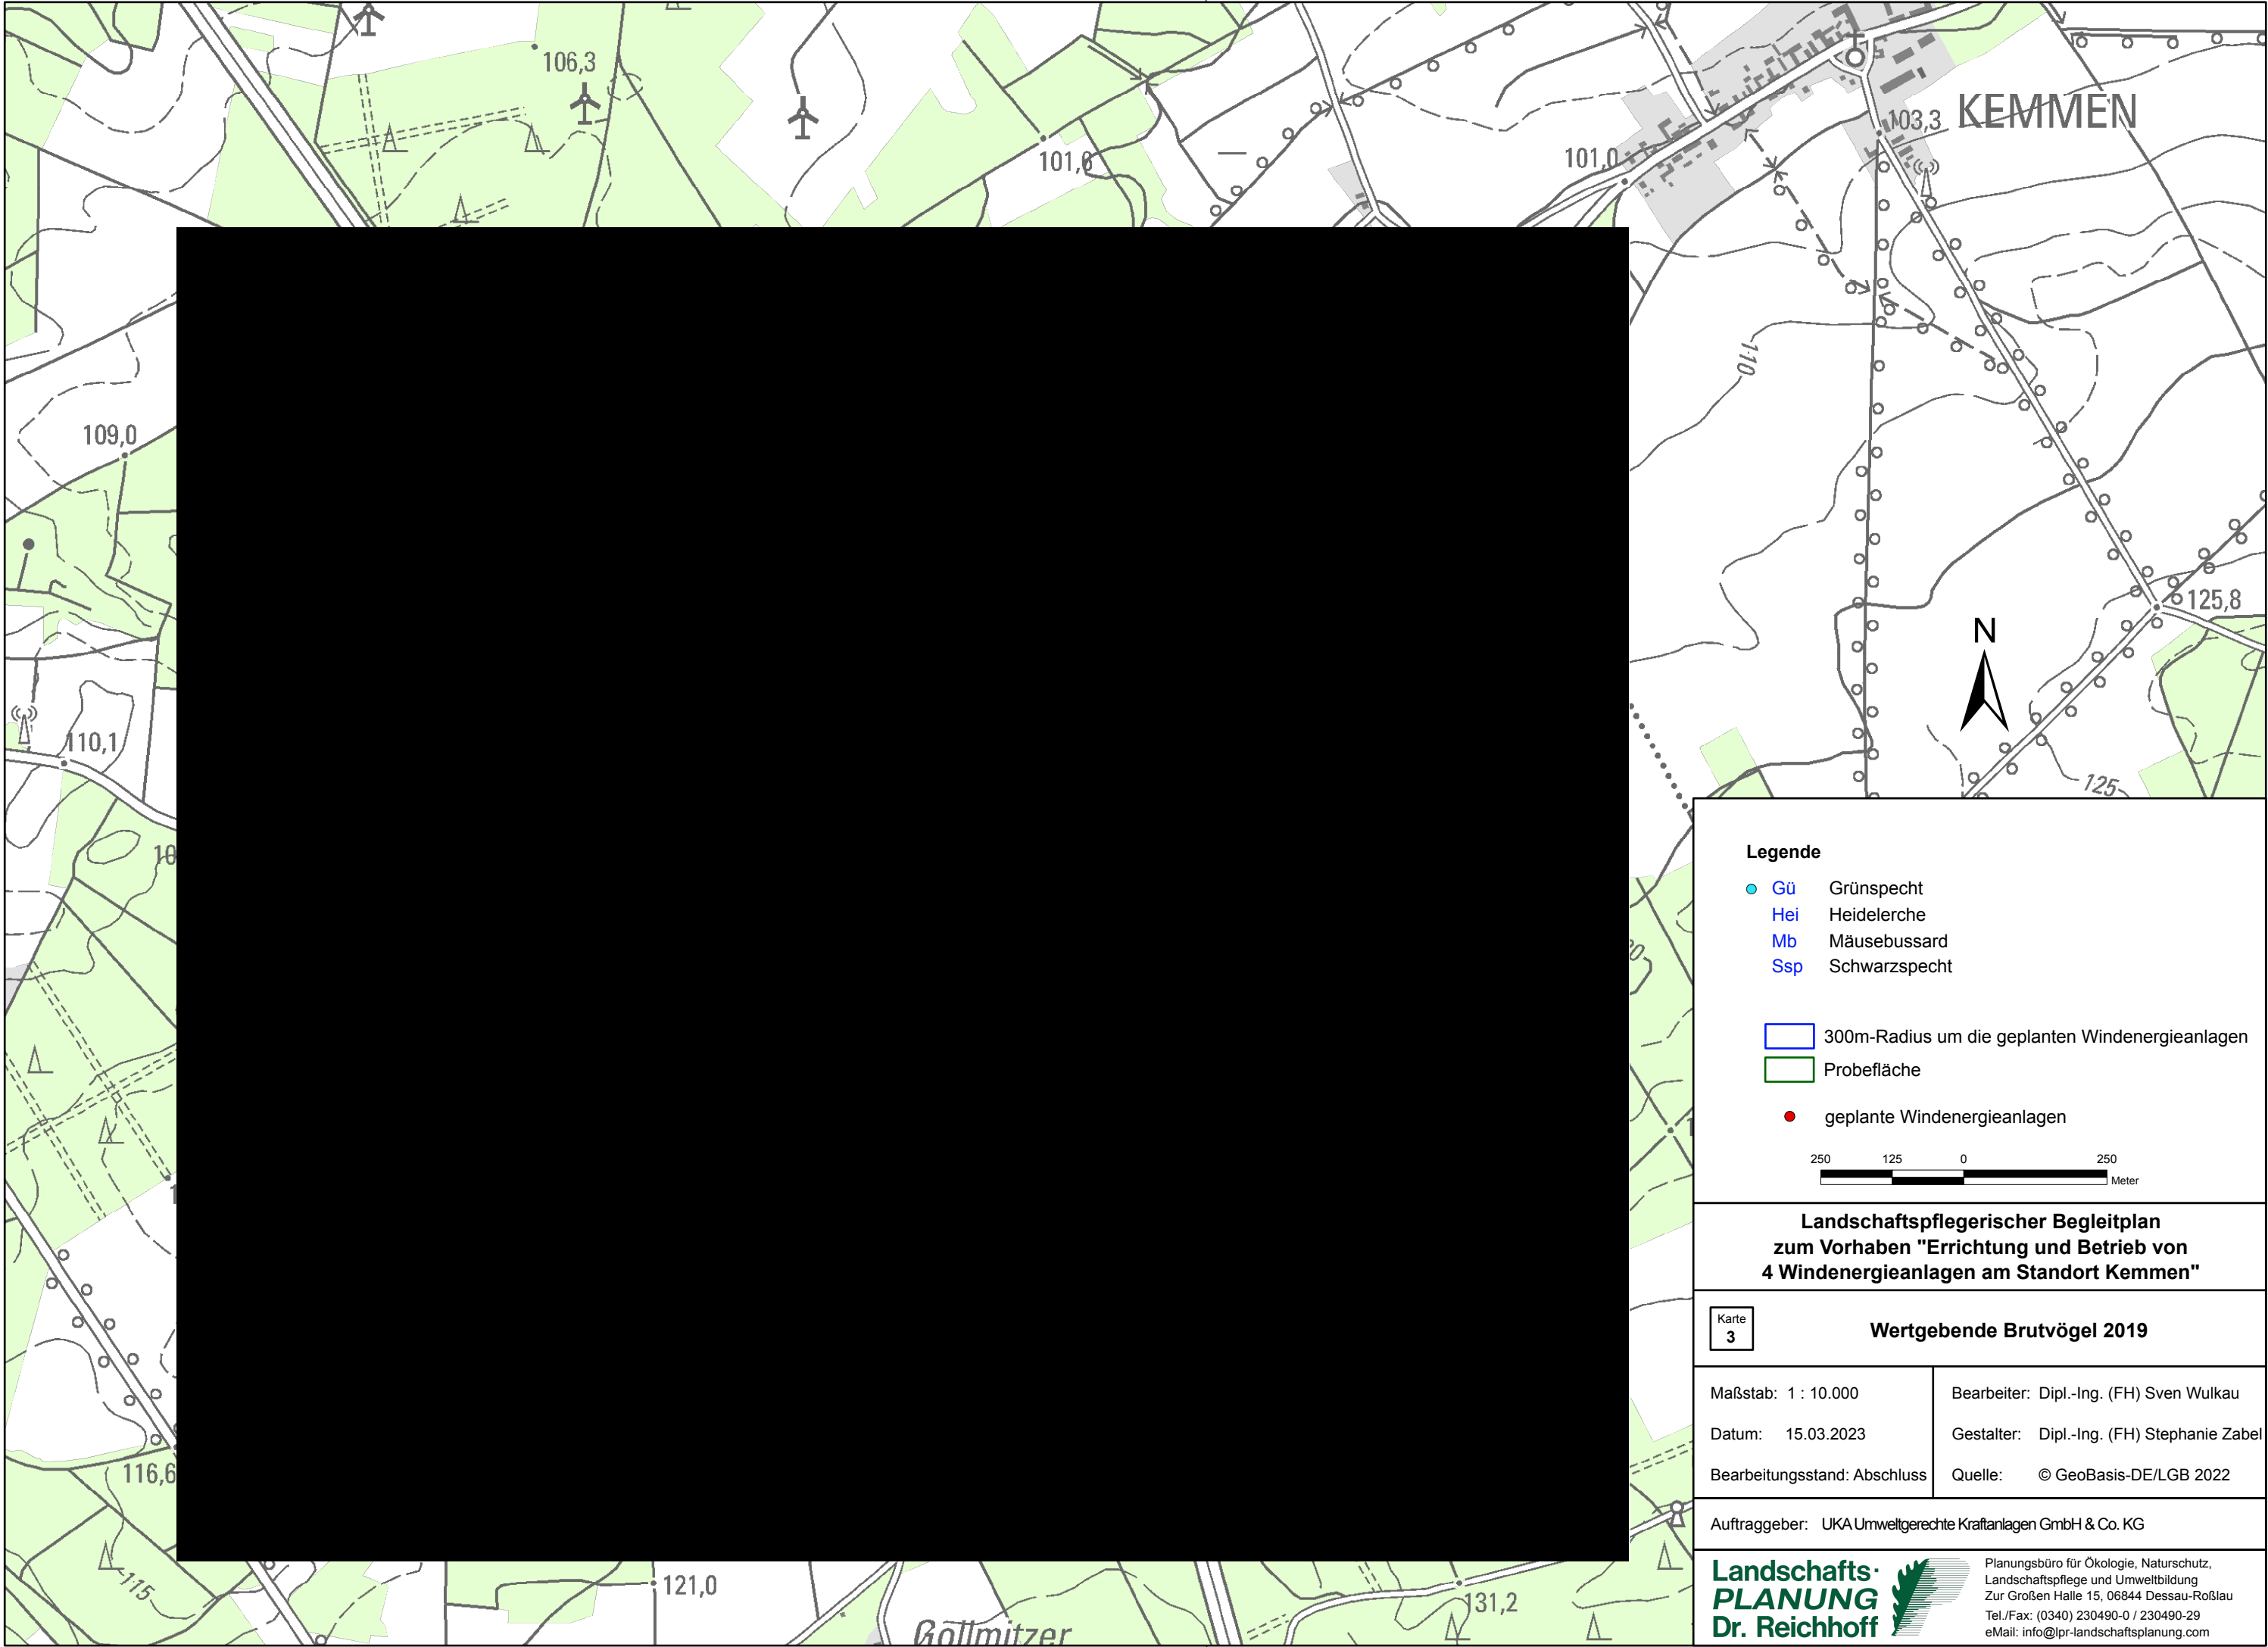 106,3
KEMMEN
103,3
101,6
101,0
110
109,0
125,8
N
110,1
125
Legende
Gü Grünspecht
Hei Heidelerche
Mb Mäusebussard
Ssp Schwarzspecht
300m-Radius um die geplanten Windenergieanlagen
Probefläche
geplante Windenergieanlagen
250 125 0 250
Meter
Landschaftspflegerischer Begleitplan
zum Vorhaben "Errichtung und Betrieb von
4 Windenergieanlagen am Standort Kemmen"
Karte
3
Wertgebende Brutvögel 2019
Maßstab: 1 : 10.000
Datum: 15.03.2023
Bearbeitungsstand: Abschluss
Bearbeiter: Dipl.-Ing. (FH) Sven Wulkau
Gestalter: Dipl.-Ing. (FH) Stephanie Zabel
Quelle: © GeoBasis-DE/LGB 2022
Auftraggeber: UKA Umweltgerechte Kraftanlagen GmbH & Co. KG
Landschafts·
PLANUNG
Dr. Reichhoff
Planungsbüro für Ökologie, Naturschutz,
Landschaftspflege und Umweltbildung
Zur Großen Halle 15, 06844 Dessau-Roßlau
Tel./Fax: (0340) 230490-0 / 230490-29
eMail: info@lpr-landschaftsplanung.com
116,6
115
121,0
131,2
Gollmitzer